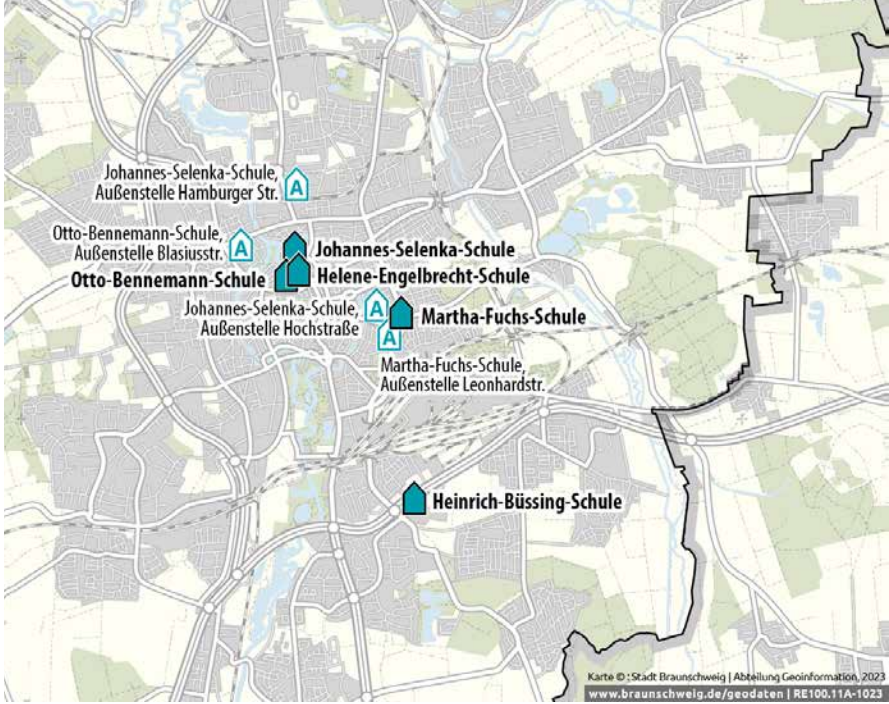 Johannes-Selenka-Schule,
Außenstelle Hamburger Str.
A
Otto-Bennemann-Schule,
Außenstelle Blasiusstr.
A
Johannes-Selenka-Schule
Otto-Bennemann-Schule
Helene-Engelbrecht-Schule
Johannes-Selenka-Schule,
Außenstelle Hochstraße
A
Martha-Fuchs-Schule
A
Martha-Fuchs-Schule,
Außenstelle Leonhardstr.
Heinrich-Büssing-Schule
Karte © : Stadt Braunschweig | Abteilung Geoinformation, 2023
www.braunschweig.de/geodaten | RE100.11A-1023